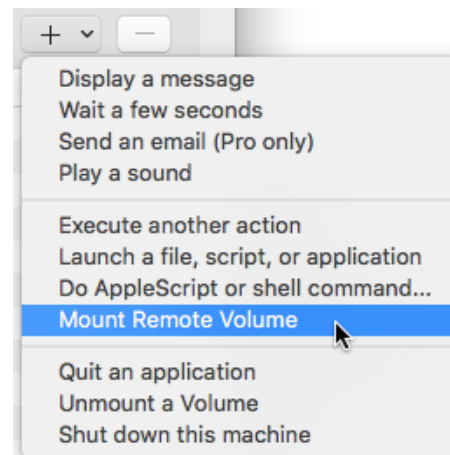 Display a message
Wait a few seconds
Send an email (Pro only)
Play a sound
Execute another action
Launch a file, script, or application
Do AppleScript or shell command...
Mount Remote Volume
Quit an application
Unmount a Volume
Shut down this machine